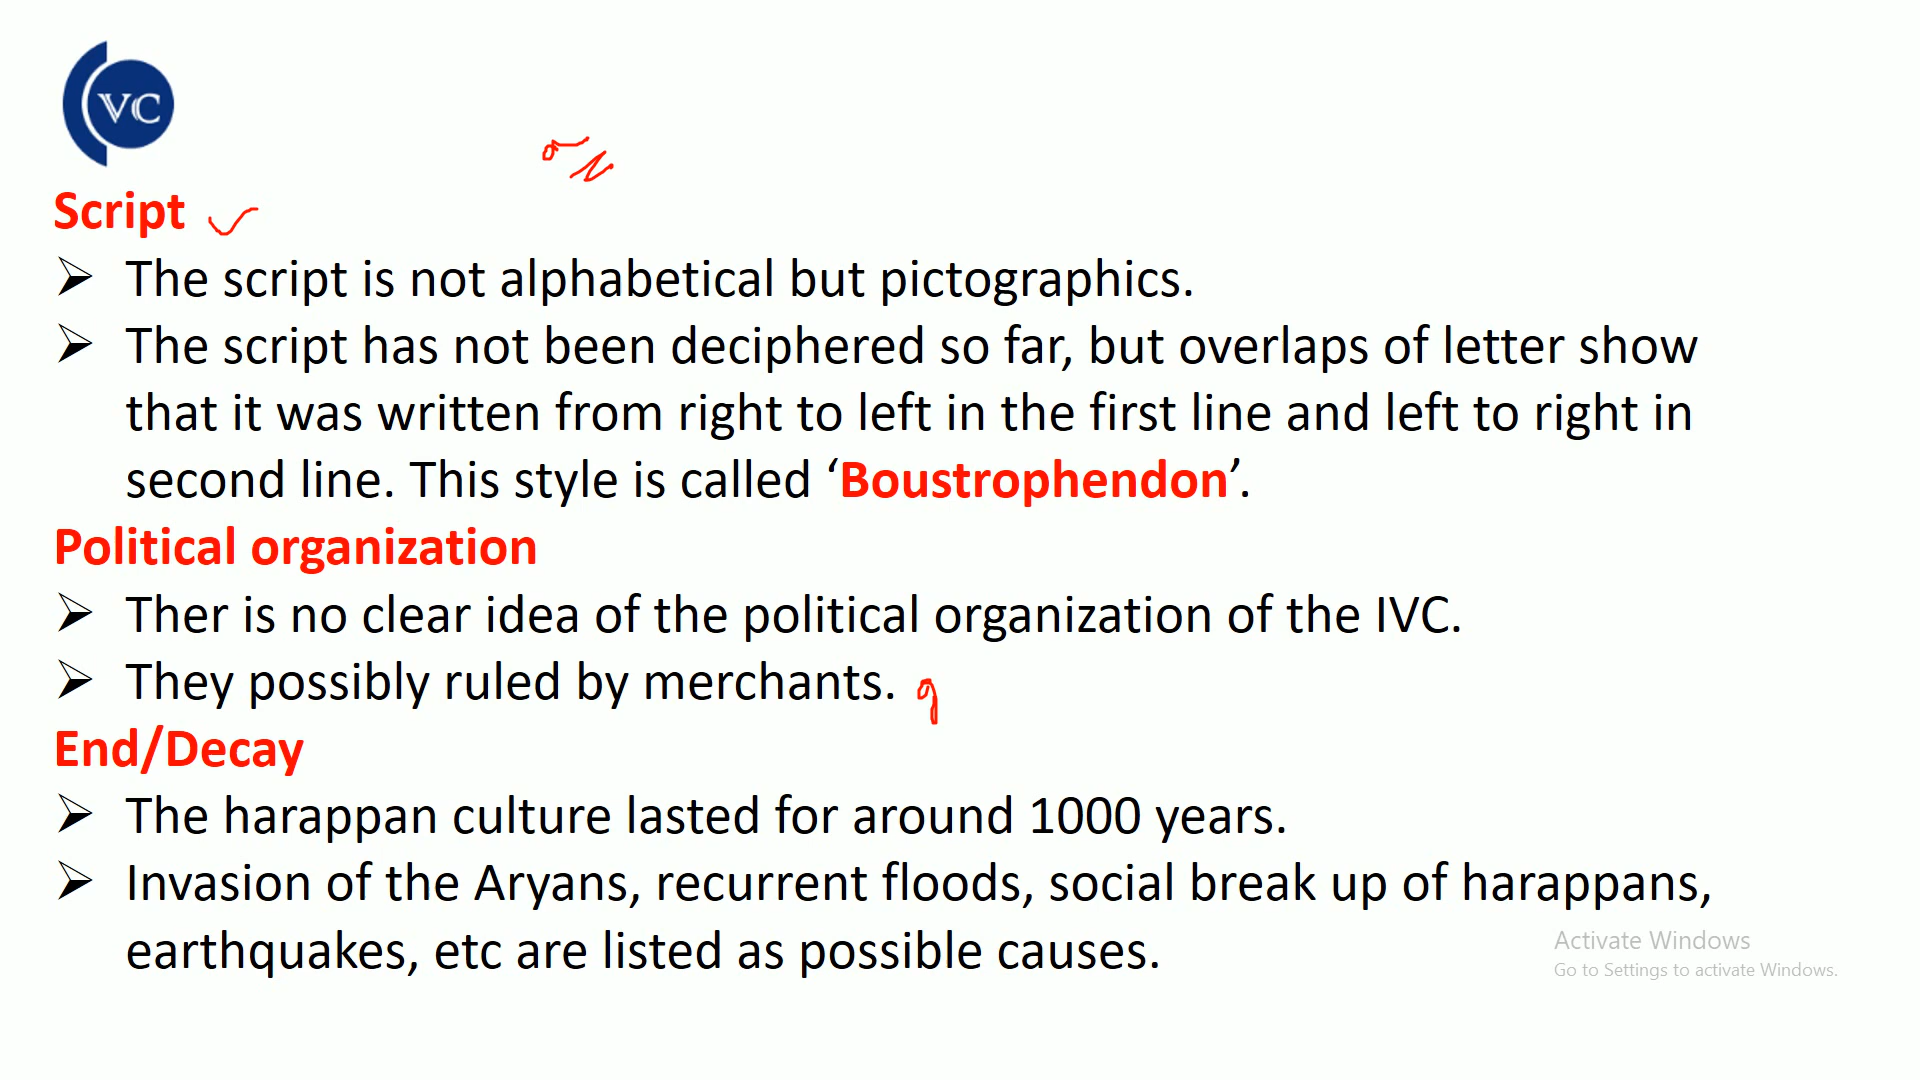 VC
Script
➢ The script is not alphabetical but pictographics.
➢ The script has not been deciphered so far, but overlaps of letter show
that it was written from right to left in the first line and left to right in
second line. This style is called ‘Boustrophendon’.
Political organization
➢ Ther is no clear idea of the political organization of the IVC.
➢ They possibly ruled by merchants.
End/Decay
➢ The harappan culture lasted for around 1000 years.
➢ Invasion of the Aryans, recurrent floods, social break up of harappans,
earthquakes, etc are listed as possible causes.
Activate Windows
Go to Settings to activate Windows.